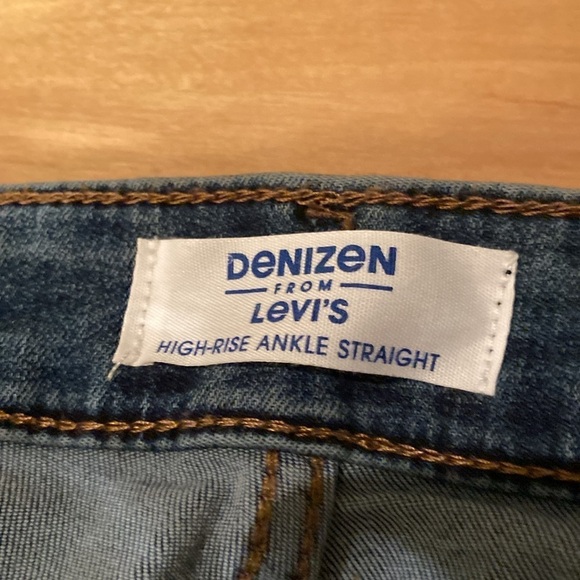 DeNiZeN
FROM
LeVI'S
HIGH-RISE ANKLE STRAIGHT